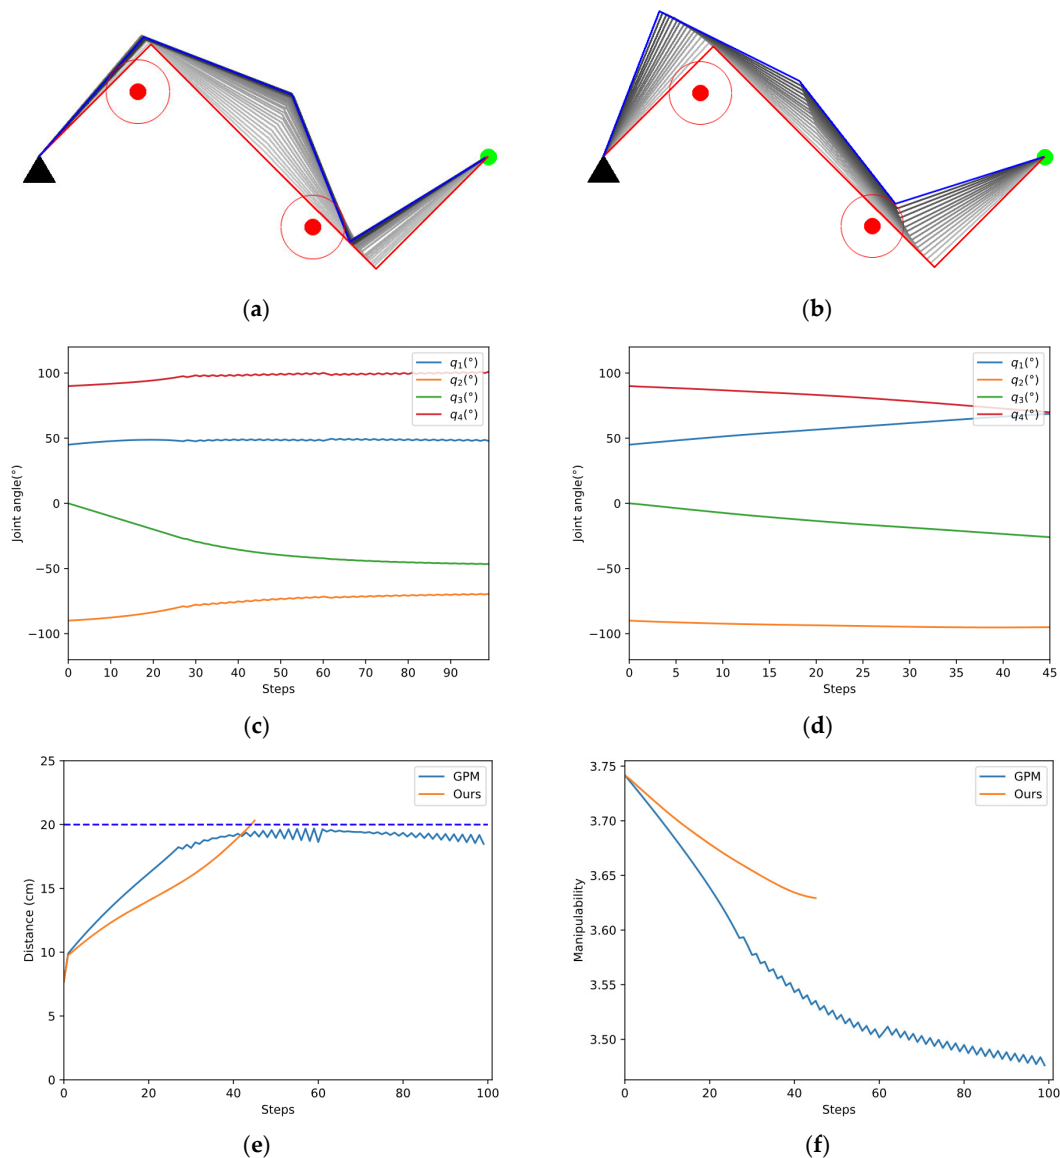 (a)
(b)
q1(°)
q2(°)
q3(°)
q4(°)
100
50
0
−50
−100
Joint angle(°)
0 10 20 30 40 50 60 70 80 90
Steps
(c)
q1(°)
q2(°)
q3(°)
q4(°)
100
50
0
−50
−100
Joint angle(°)
0 5 10 15 20 25 30 35 40 45
Steps
(d)
GPM
Ours
25
20
15
10
5
0
Distance (cm)
0 20 40 60 80 100
Steps
(e)
GPM
Ours
3.75
3.70
3.65
3.60
3.55
3.50
Manipulability
0 20 40 60 80 100
Steps
(f)